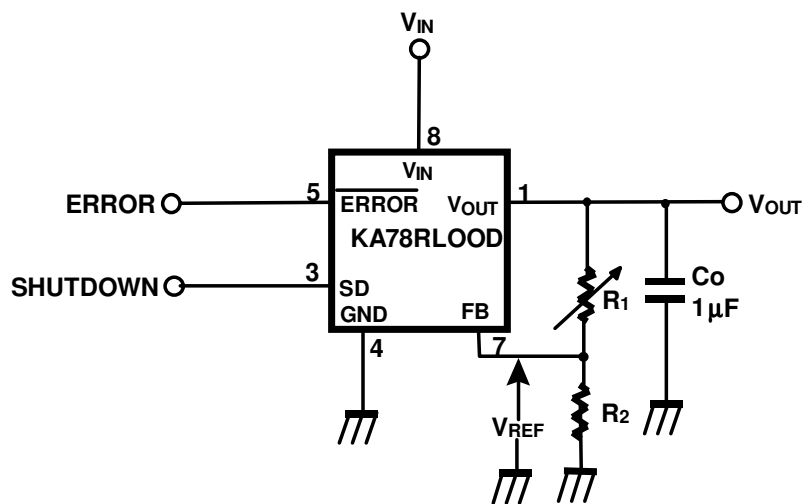 VIN
8
VIN
ERROR
5
ERROR
VOUT
1
VOUT
KA78RLOOD
SHUTDOWN
3
SD
GND
FB
R1
Co
1µF
4
7
VREF
R2